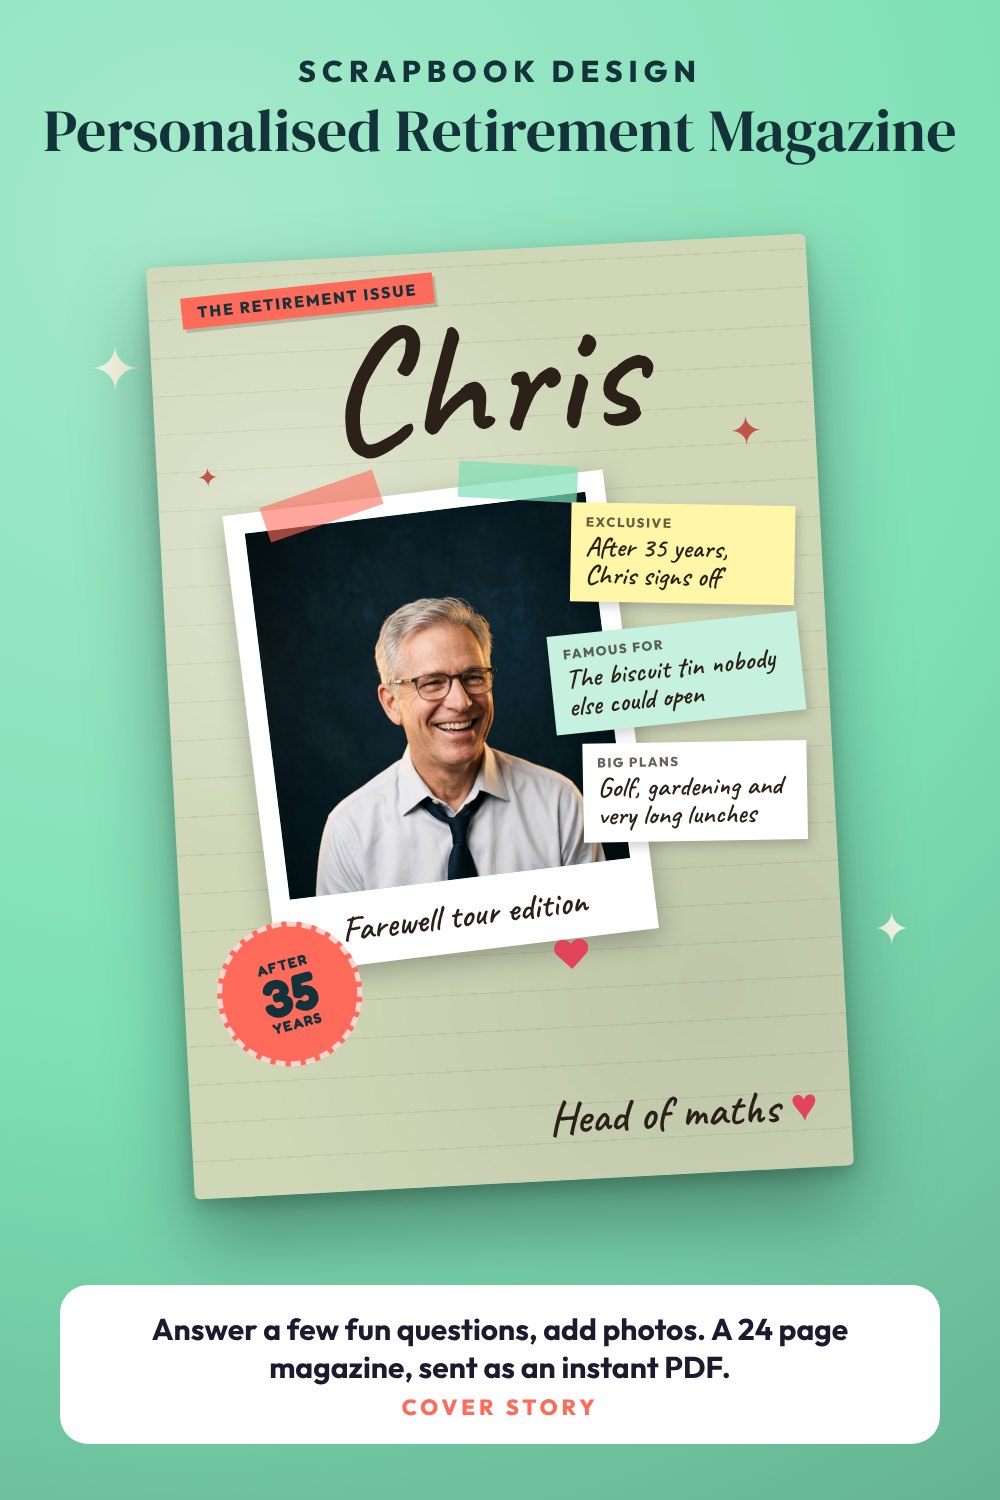 SCRAPBOOK DESIGN
Personalised Retirement Magazine
THE RETIREMENT ISSUE
Chris
EXCLUSIVE
After 35 years,
Chris signs off
FAMOUS FOR
The biscuit tin nobody
else could open
BIG PLANS
Golf, gardening and
very long lunches
Farewell tour edition
AFTER
35
YEARS
Head of maths
Answer a few fun questions, add photos. A 24 page
magazine, sent as an instant PDF.
COVER STORY